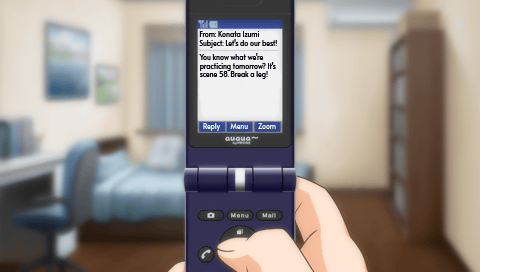 From: Konata Izumi
Subject: Let's do our best!
You know what we're
practicing tomorrow? It's
scene 58. Break a leg!
Reply Menu Zoom
auaua
Menu Mail